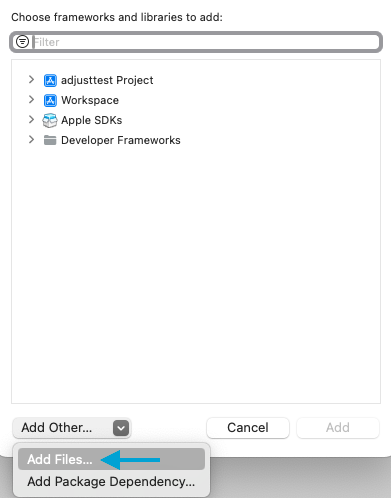 Choose frameworks and libraries to add:
Filter
adjusttest Project
Workspace
Apple SDKs
Developer Frameworks
Add Other... Cancel Add
Add Files...
Add Package Dependency...